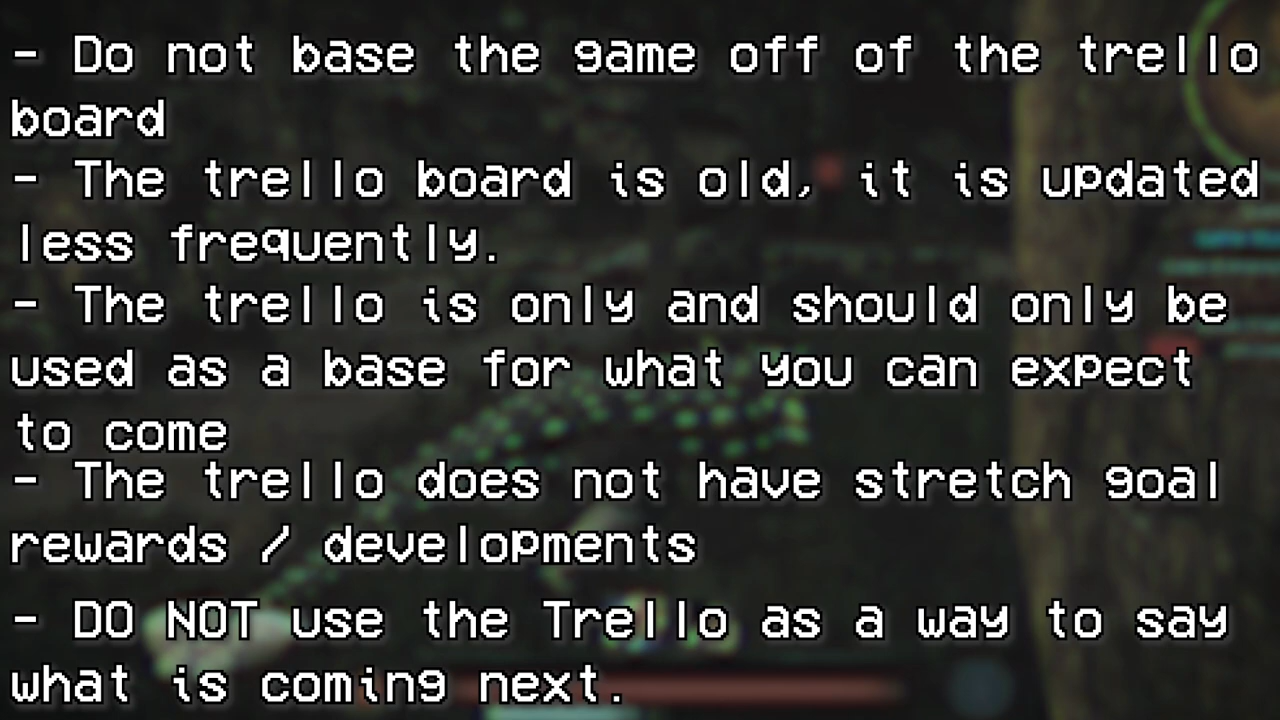 - Do not base the game off of the trello
board
- The trello board is old, it is updated
less frequently.
- The trello is only and should only be
used as a base for what you can expect
to come
- The trello does not have stretch goal
rewards / developments
- DO NOT use the Trello as a way to say
what is coming next.